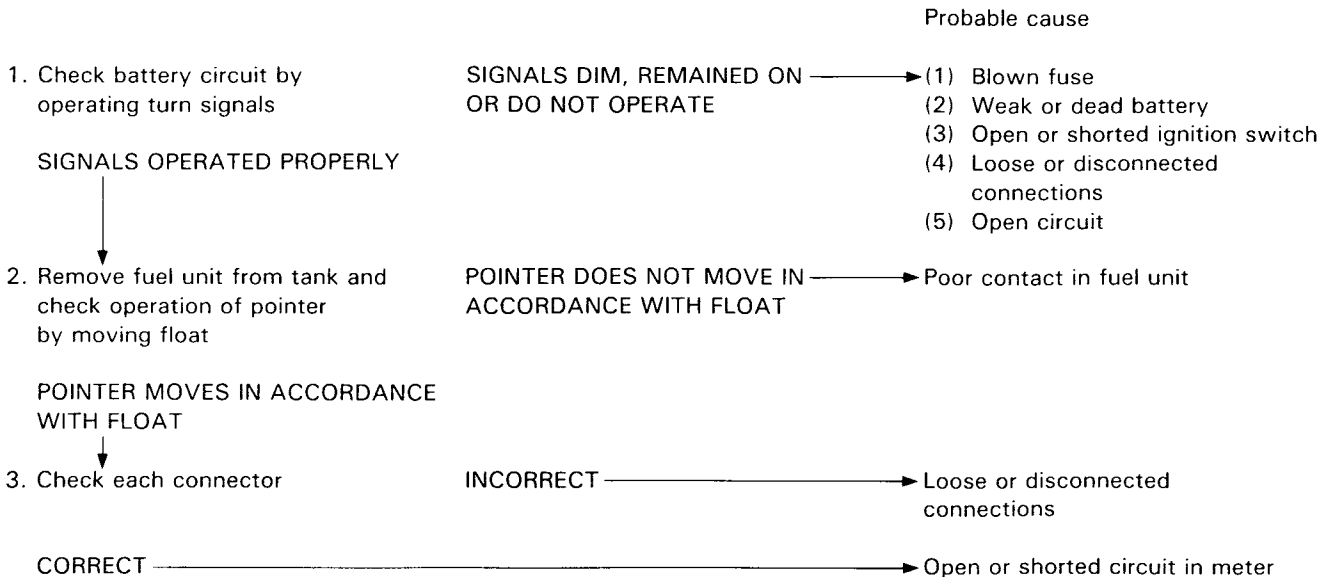 Probable cause
1. Check battery circuit by
operating turn signals
SIGNALS DIM, REMAINED ON
OR DO NOT OPERATE
(1) Blown fuse
(2) Weak or dead battery
(3) Open or shorted ignition switch
(4) Loose or disconnected
connections
(5) Open circuit
SIGNALS OPERATED PROPERLY
2. Remove fuel unit from tank and
check operation of pointer
by moving float
POINTER DOES NOT MOVE IN
ACCORDANCE WITH FLOAT
Poor contact in fuel unit
POINTER MOVES IN ACCORDANCE
WITH FLOAT
3. Check each connector
INCORRECT
Loose or disconnected
connections
CORRECT
Open or shorted circuit in meter